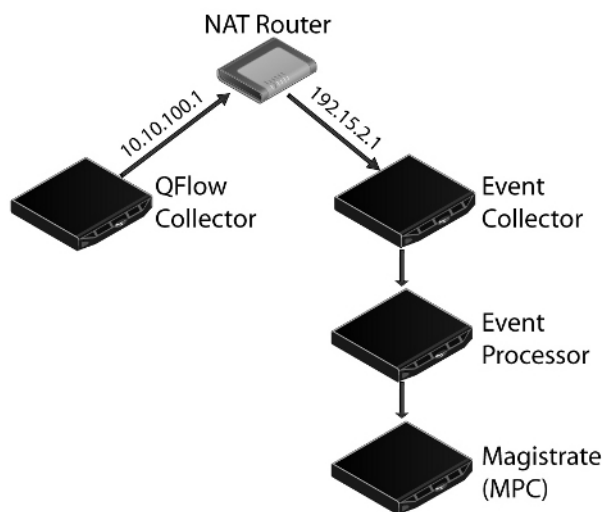 NAT Router
10.10.100.1
192.15.2.1
QFlow
Collector
Event
Collector
Event
Processor
Magistrate
(MPC)